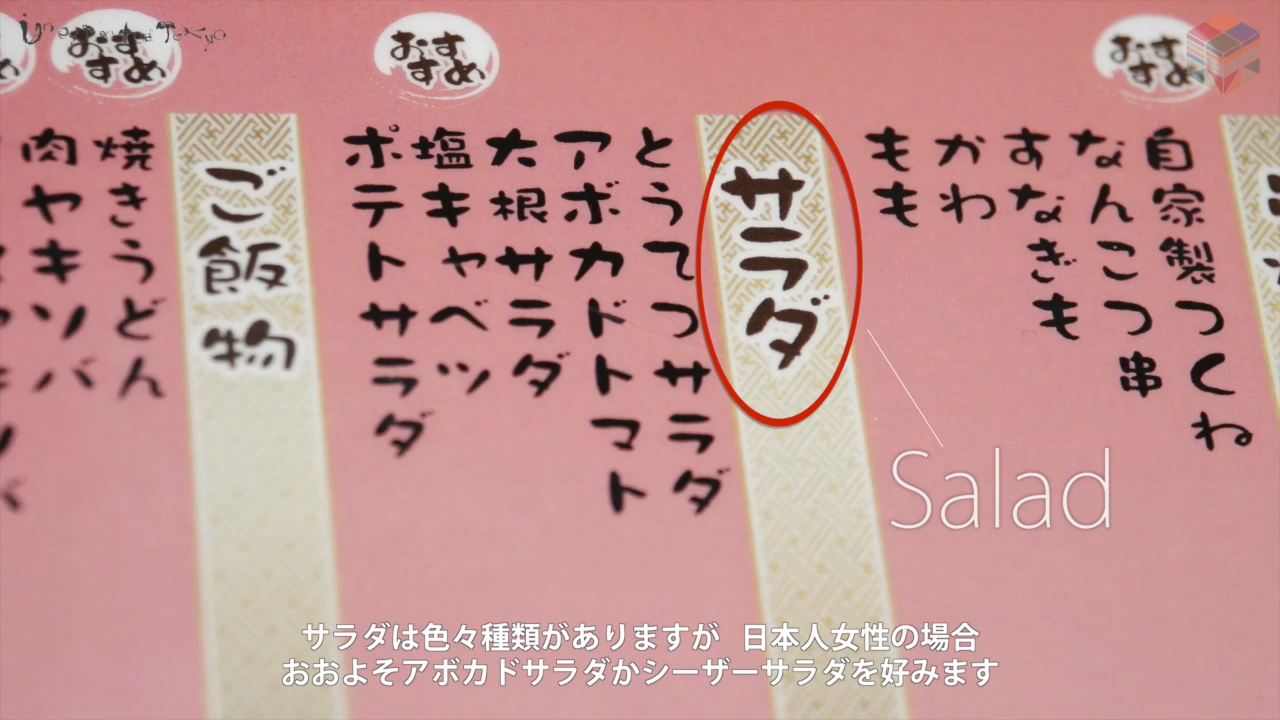 おすすめ
自家製つくね
なんこつ串
すなぎも
かわ
もも
サラダ
とうてつサラダ
アボカドトマト
大根サラダ
おすすめ
塩キャベツ
ポテトサラダ
ご飯物
おすすめ
焼きうどん
肉ヤキソバ
Salad
サラダは色々種類がありますが 日本人女性の場合
おおよそアボカドサラダかシーザーサラダを好みます